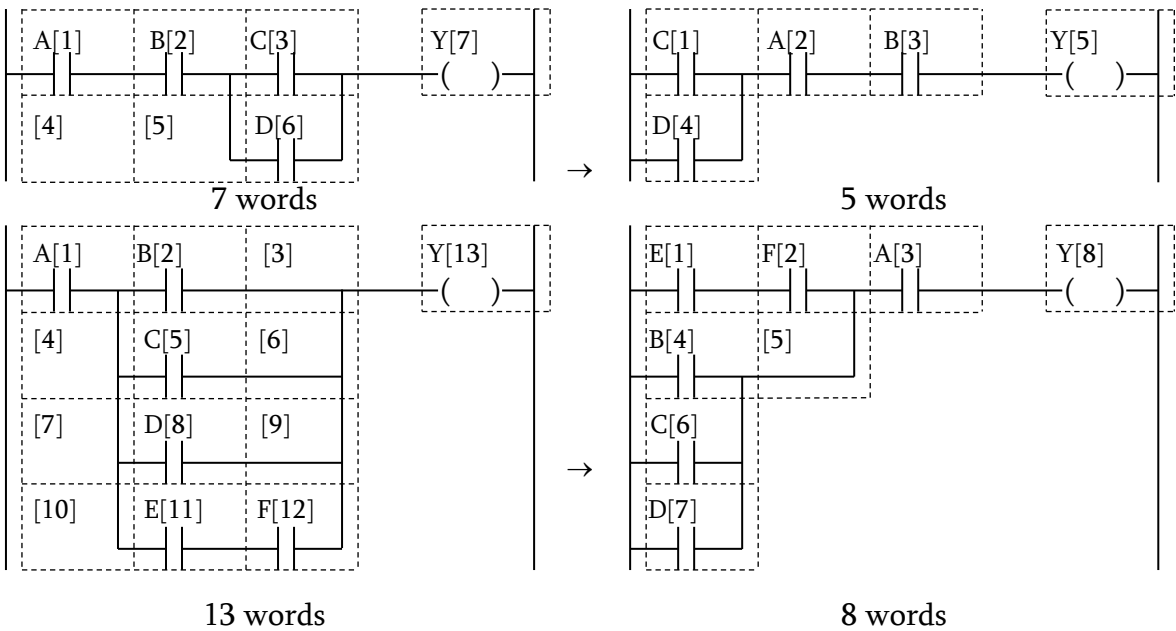 A[1] B[2] C[3] Y[7] C[1] A[2] B[3] Y[5]
( ) ( )
[4] [5] D[6] D[4]
→
7 words 5 words
A[1] B[2] [3] Y[13] E[1] F[2] A[3] Y[8]
( ) ( )
[4] C[5] [6] B[4] [5]
[7] D[8] [9] C[6]
→
[10] E[11] F[12] D[7]
13 words 8 words